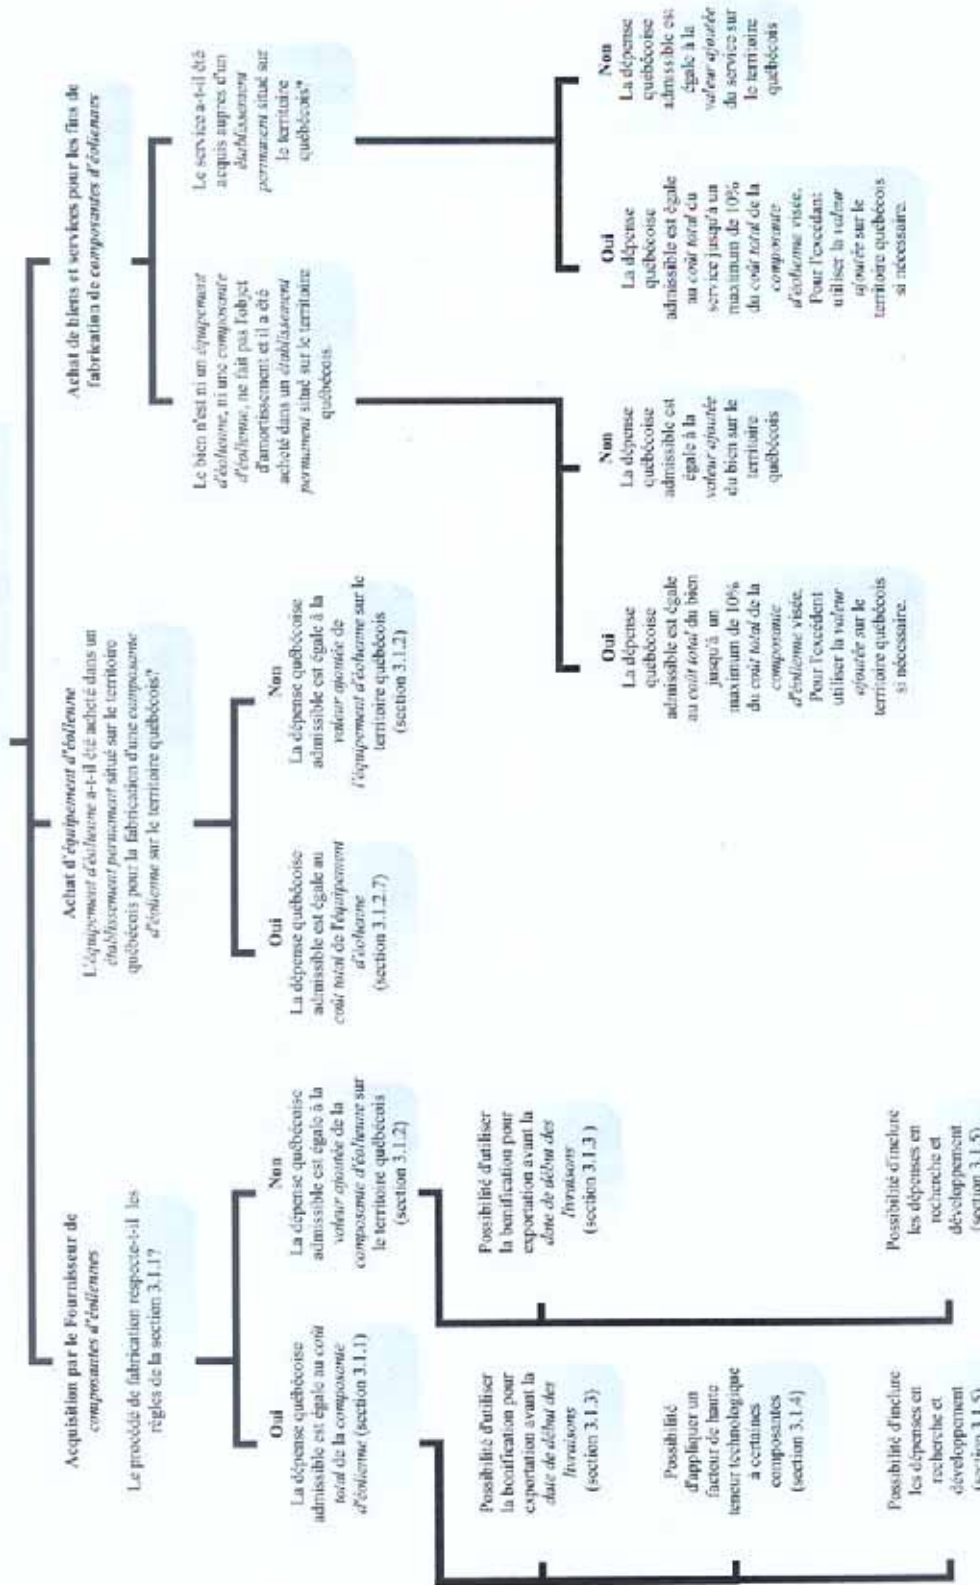 Acquisition par le Fournisseur de
composantes d'éoliennes
Le procédé de fabrication respecte-t-il les
règles de la section 3.1.1?
Oui
La dépense québécoise
admissible est égale au coût
total de la composante
d'éolienne (section 3.1.1)
Possibilité d'utiliser
la bonification pour
exportation avant la
date de début des
livraisons
(section 3.1.3)
Possibilité
d'appliquer un
facteur de haute
teneur technologique
à certaines
composantes
(section 3.1.4)
Possibilité d'inclure
les dépenses en
recherche et
développement
(section 3.1.5)
Non
La dépense québécoise
admissible est égale à la
valeur ajoutée de la
composante d'éolienne sur
le territoire québécois
(section 3.1.2)
Possibilité d'utiliser
la bonification pour
exportation avant la
date de début des
livraisons
(section 3.1.3 )
Possibilité d'inclure
les dépenses en
recherche et
développement
(section 3.1.5)
Achat d'équipement d'éolienne
L'équipement d'éolienne a-t-il été acheté dans un
établissement permanent situé sur le territoire
québécois pour la fabrication d'une composante
d'éolienne sur le territoire québécois?
Oui
La dépense québécoise
admissible est égale au
coût total de l'équipement
d'éolienne
(section 3.1.2.7)
Non
La dépense québécoise
admissible est égale à la
valeur ajoutée de
l'équipement d'éolienne sur le
territoire québécois
(section 3.1.2)
Achat de biens et services pour les fins de
fabrication de composantes d'éoliennes
Le bien n'est ni un équipement
d'éolienne, ni une composante
d'éolienne, ne fait pas l'objet
d'amortissement et il a été
acheté dans un établissement
permanent situé sur le territoire
québécois.
Oui
La dépense
québécoise
admissible est égale
au coût total du bien
jusqu'à un
maximum de 10%
du coût total de la
composante
d'éolienne visée.
Pour l'excédent
utiliser la valeur
ajoutée sur le
territoire québécois
si nécessaire.
Non
La dépense
québécoise
admissible est
égale à la
valeur ajoutée
du bien sur le
territoire
québécois
Le service a-t-il été
acquis auprès d'un
établissement
permanent situé sur
le territoire
québécois?
Oui
La dépense
québécoise
admissible est égale
au coût total du
service jusqu'à un
maximum de 10%
du coût total de la
composante
d'éolienne visée.
Pour l'excédant
utiliser la valeur
ajoutée sur le
territoire québécois
si nécessaire.
Non
La dépense
québécoise
admissible est
égale à la
valeur ajoutée
du service sur
le territoire
québécois